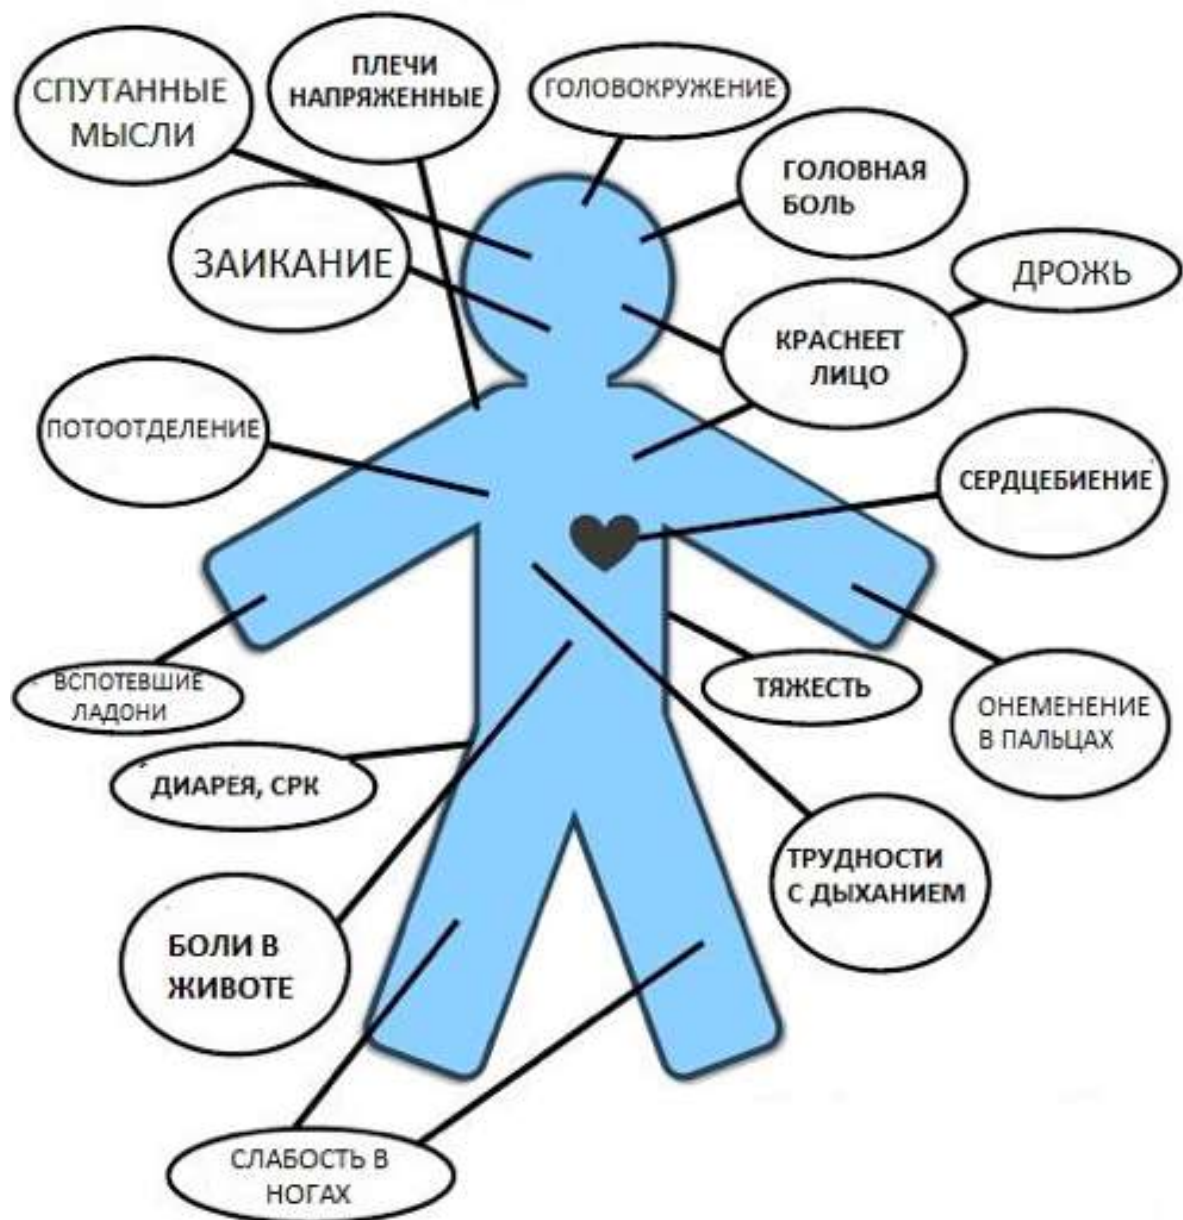 СПУТАННЫЕ
МЫСЛИ
ПЛЕЧИ
НАПРЯЖЕННЫЕ
ГОЛОВОКРУЖЕНИЕ
ГОЛОВНАЯ
БОЛЬ
ЗАИКАНИЕ
ДРОЖЬ
КРАСНЕЕТ
ЛИЦО
ПОТООТДЕЛЕНИЕ
СЕРДЦЕБИЕНИЕ
ВСПОТЕВШИЕ
ЛАДОНИ
ТЯЖЕСТЬ
ОНЕМЕНЕНИЕ
В ПАЛЬЦАХ
ДИАРЕЯ, СРК
ТРУДНОСТИ
С ДЫХАНИЕМ
БОЛИ В
ЖИВОТЕ
СЛАБОСТЬ В
НОГАХ